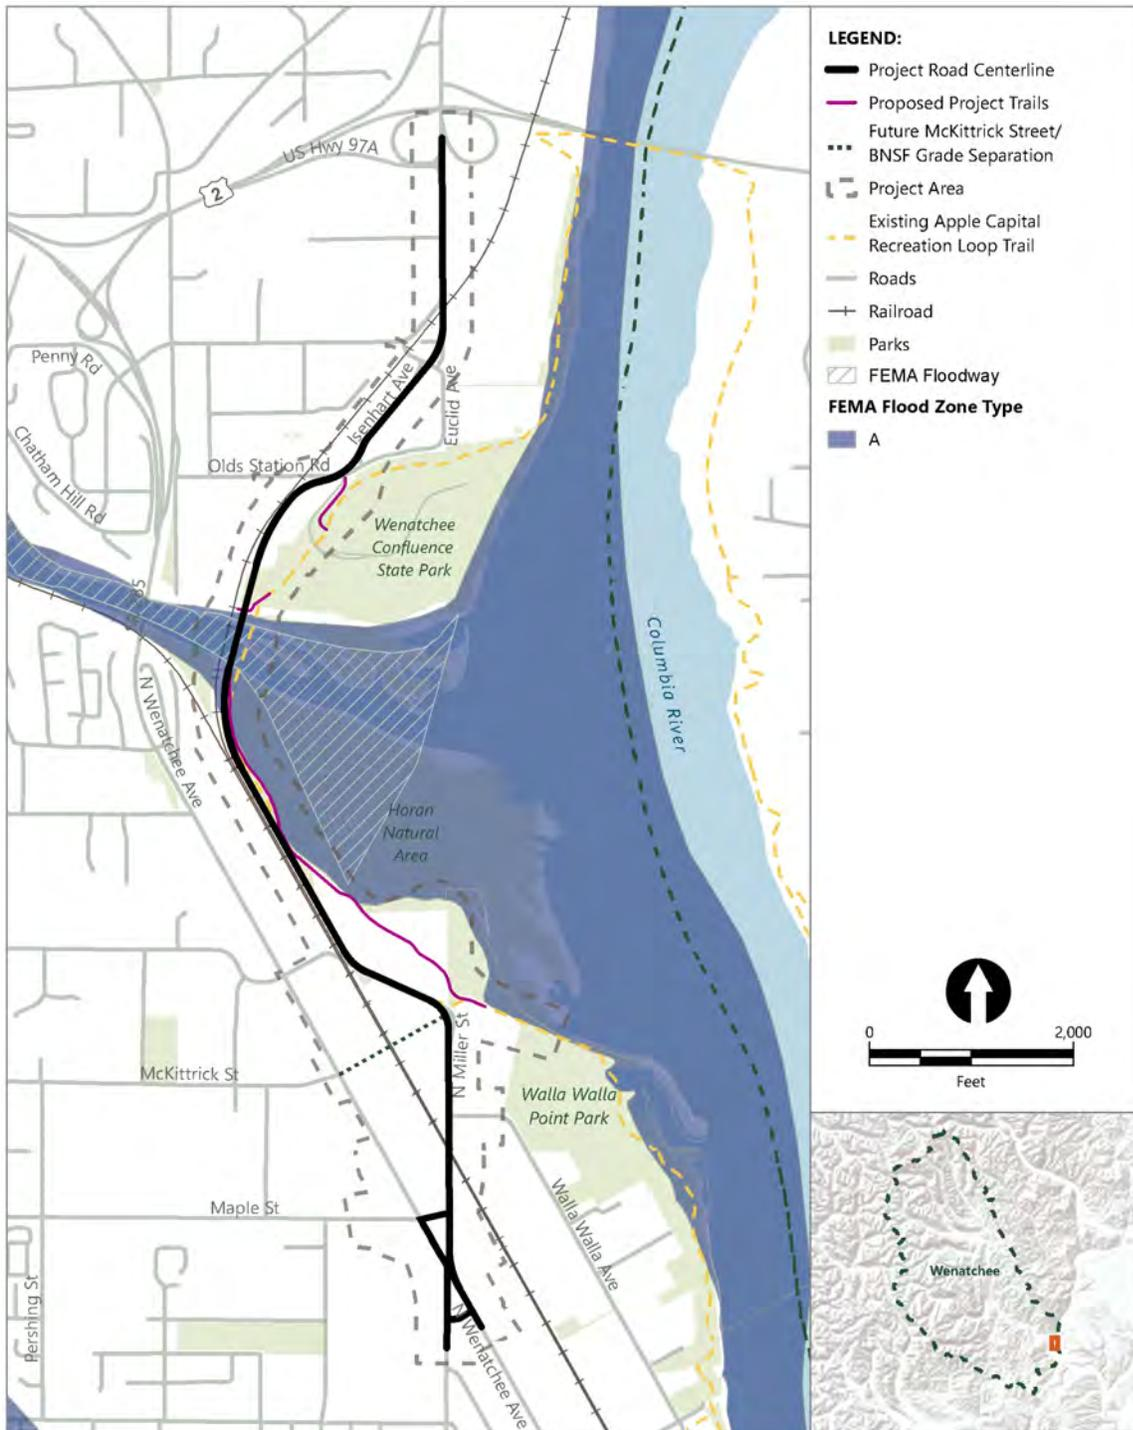 LEGEND:
Project Road Centerline
Proposed Project Trails
Future McKittrick Street/
BNSF Grade Separation
Project Area
Existing Apple Capital
Recreation Loop Trail
Roads
Railroad
Parks
FEMA Floodway
FEMA Flood Zone Type
A
US Hwy 97A
2
Penny Rd
Isenhart Ave
Euclid Ave
Chatham Hill Rd
Olds Station Rd
Wenatchee
Confluence
State Park
Columbia River
N Wenatchee Ave
Horan
Natural
Area
N Miller St
McKittrick St
Walla Walla
Point Park
Walla Walla Ave
Maple St
Pershing St
N Wenatchee Ave
0 2,000
Feet
Wenatchee